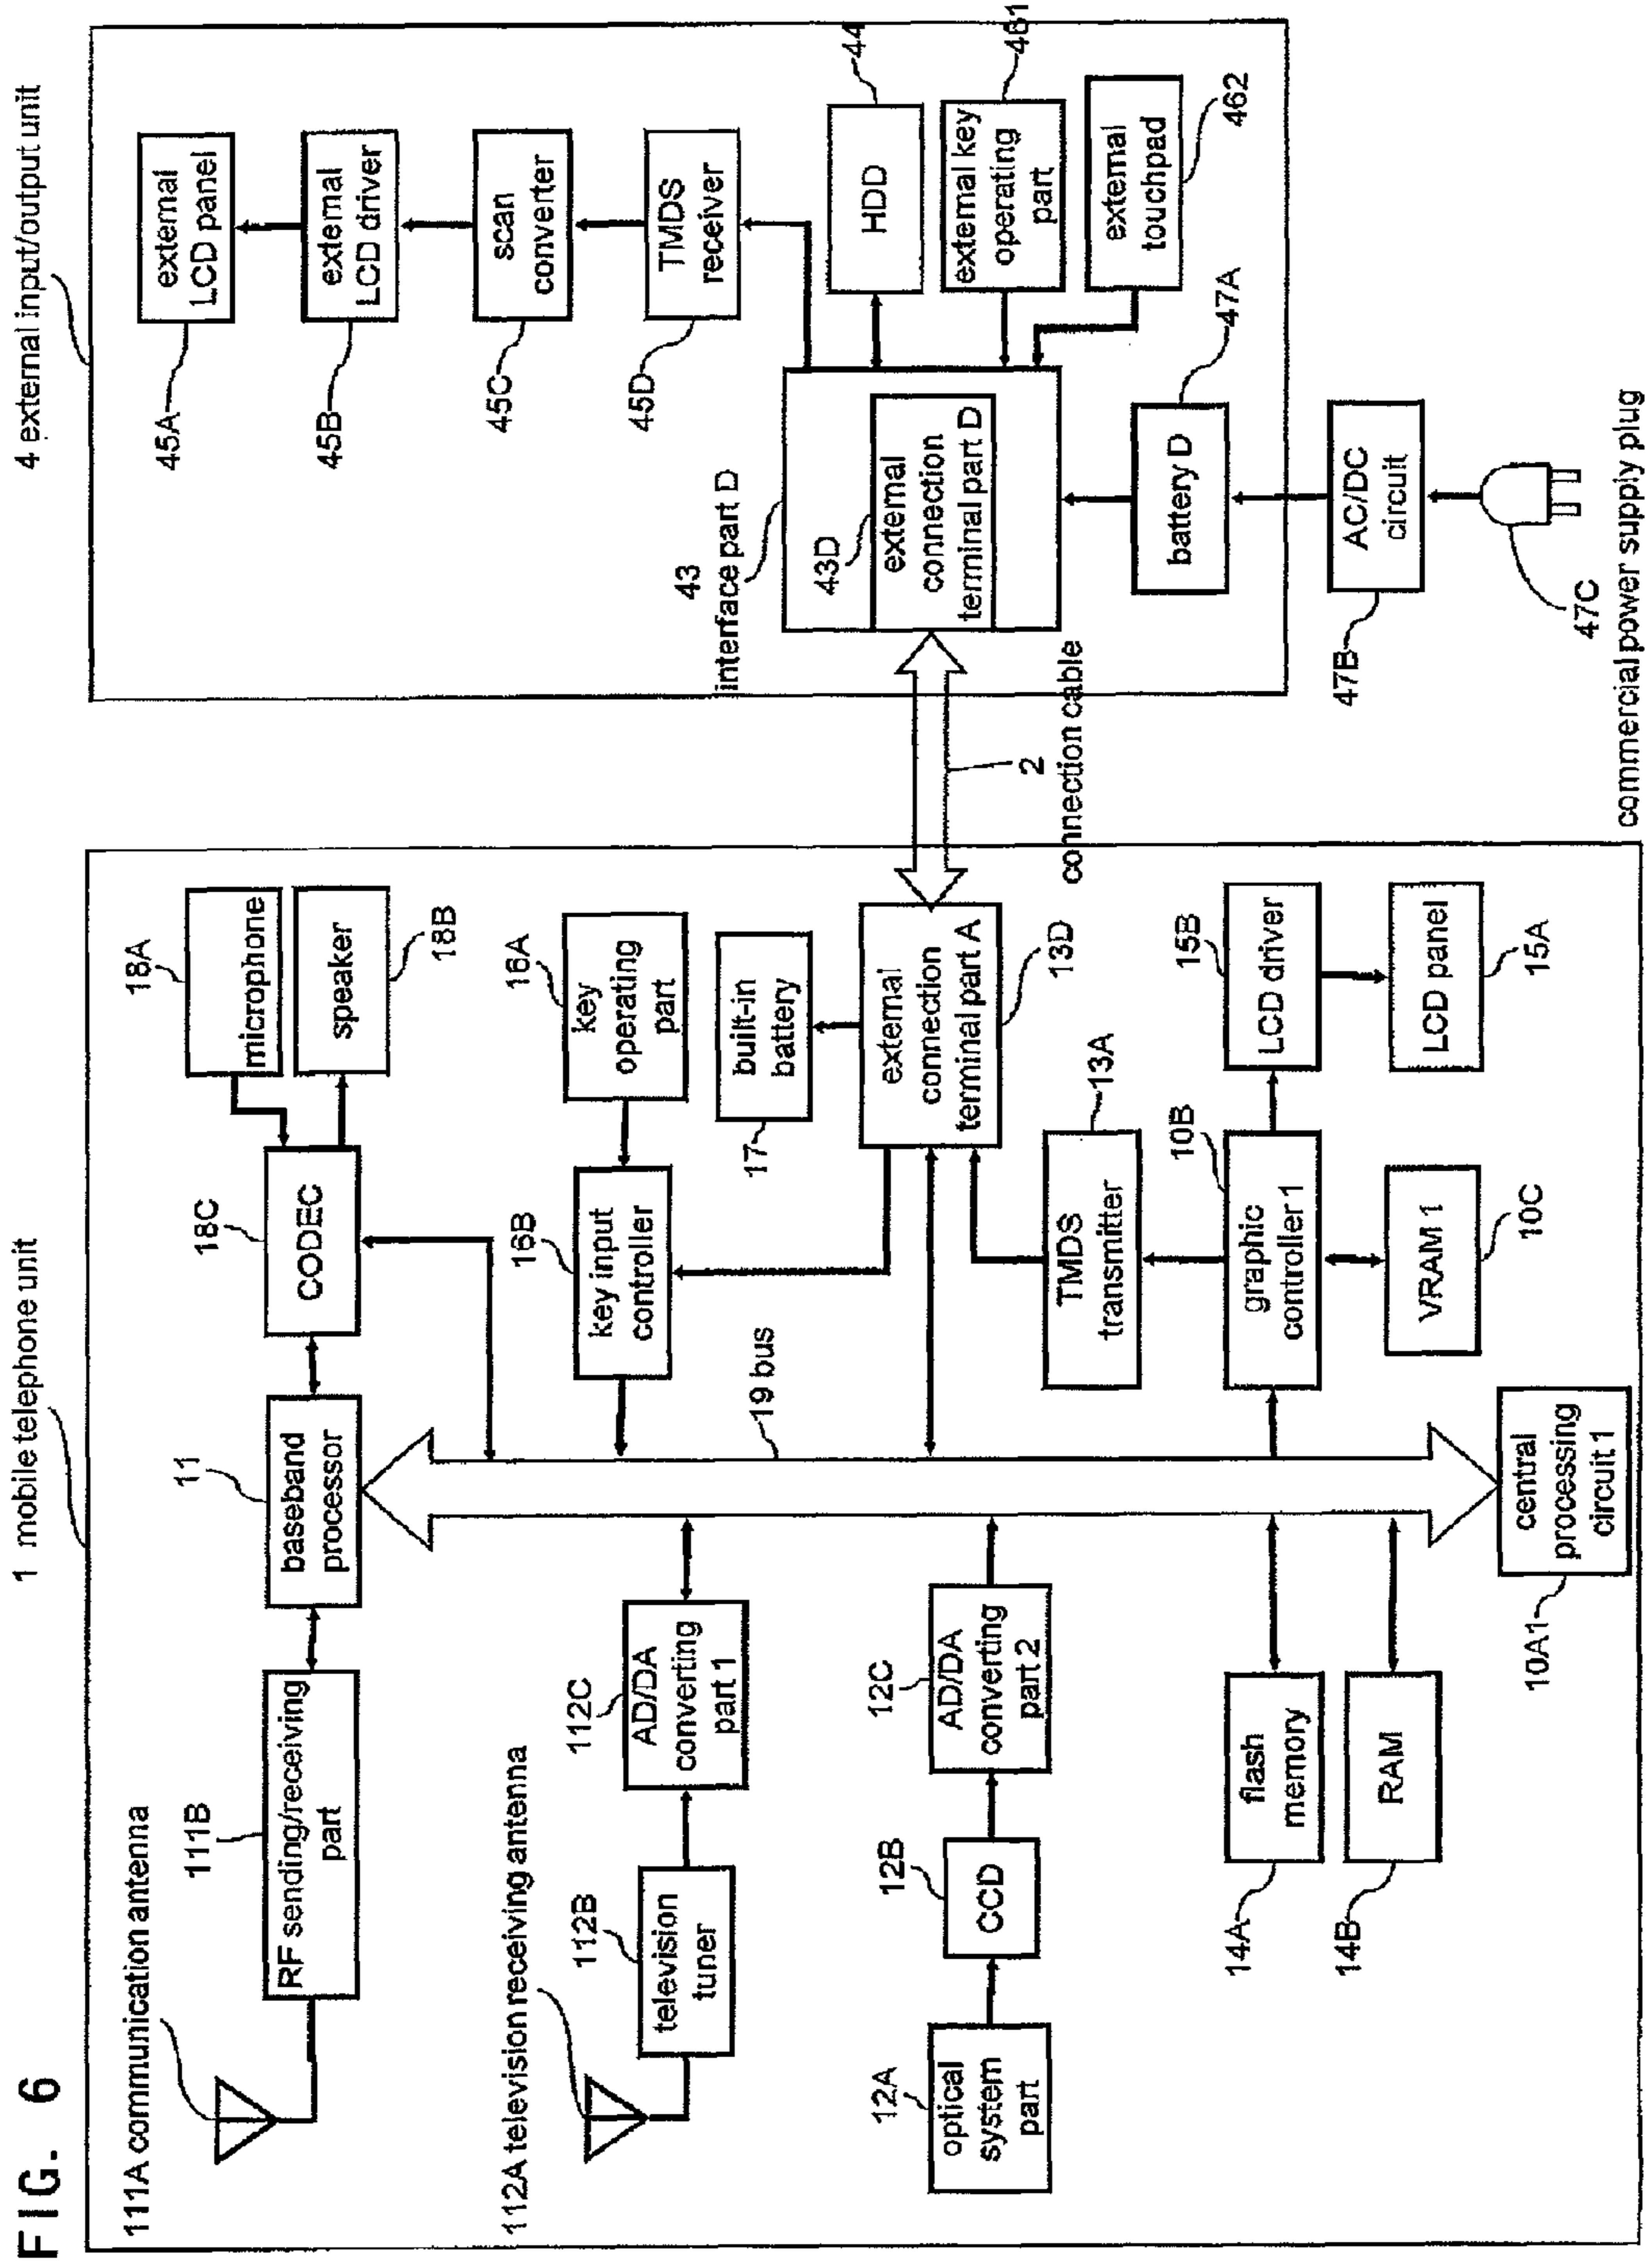 FIG. 6
1 mobile telephone unit
4 external input/output unit
111A communication antenna
111B
RF sending/receiving
part
11
baseband
processor
18C
CODEC
18A
microphone
speaker
18B
112A television receiving antenna
112B
television
tuner
112C
AD/DA
converting
part 1
16B
key input
controller
16A
key
operating
part
17
built-in
battery
external
connection
terminal part A
13D
19 bus
12A
optical
system
part
12B
CCD
12C
AD/DA
converting
part 2
TMDS
transmitter
13A
14A
flash
memory
14B
RAM
10B
graphic
controller 1
15B
LCD driver
LCD panel
15A
VRAM 1
10C
10A1
central
processing
circuit 1
2
connection cable
45A
external
LCD panel
45B
external
LCD driver
45C
scan
converter
45D
TMDS
receiver
43
interface part D
43D
external
connection
terminal part D
HDD
44
external key
operating
part
461
external
touchpad
462
battery D
47A
47B
AC/DC
circuit
47C
commercial power supply plug